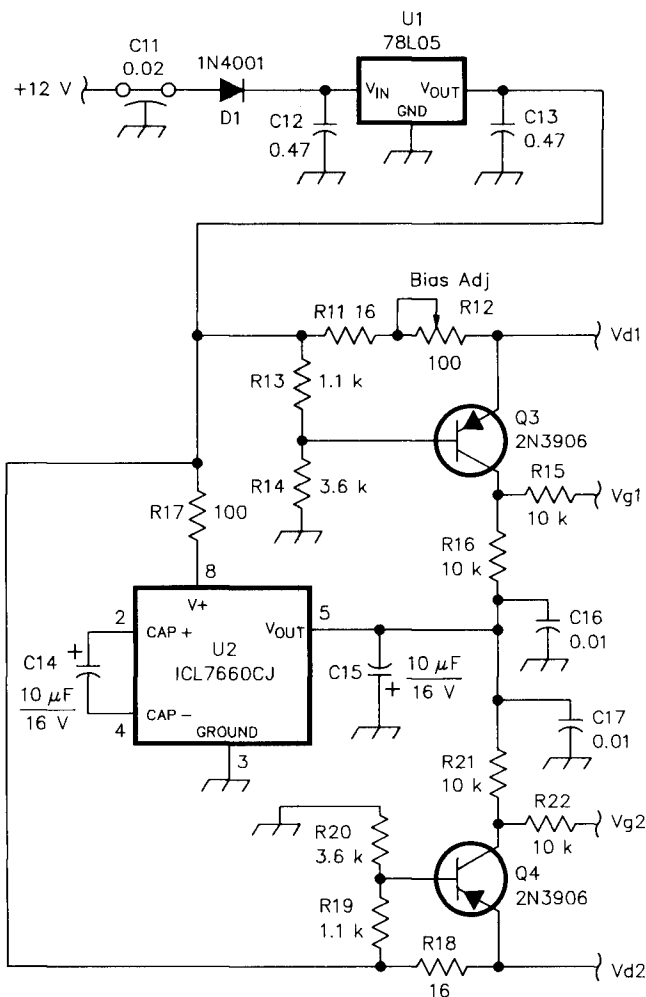 U1
78L05
C11
0.02
1N4001
+12 V
D1
VIN
VOUT
GND
C12
0.47
C13
0.47
Bias Adj
R11 16
R12
100
Vd1
R13
1.1 k
Q3
2N3906
R14
3.6 k
R15
10 k
Vg1
R17
100
R16
10 k
8
V+
2
CAP +
VOUT
5
U2
ICL7660CJ
C14
+
10 µF
16 V
CAP −
4
GROUND
3
C15
+
10 µF
16 V
C16
0.01
C17
0.01
R21
10 k
R22
10 k
Vg2
R20
3.6 k
Q4
2N3906
R19
1.1 k
R18
16
Vd2